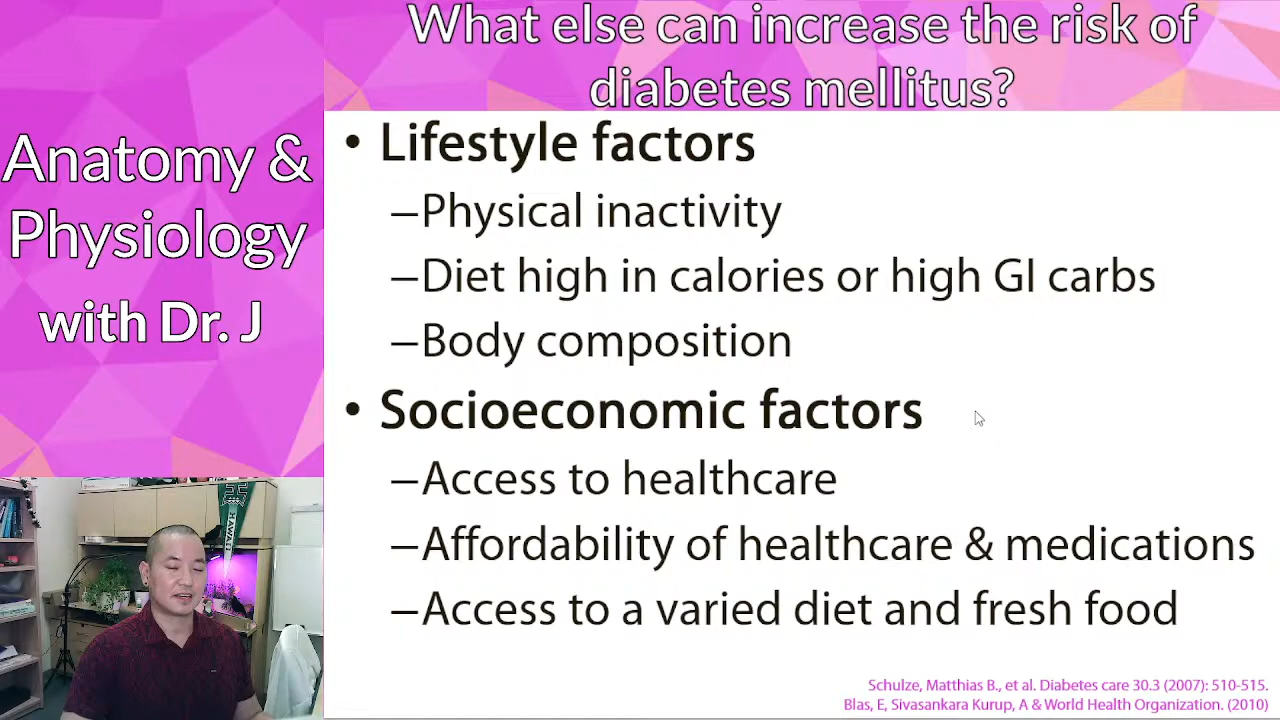 What else can increase the risk of
diabetes mellitus?
Anatomy &
Physiology
with Dr. J
• Lifestyle factors
–Physical inactivity
–Diet high in calories or high GI carbs
–Body composition
• Socioeconomic factors
–Access to healthcare
–Affordability of healthcare & medications
–Access to a varied diet and fresh food
Schulze, Matthias B., et al. Diabetes care 30.3 (2007): 510-515.
Blas, E, Sivasankara Kurup, A & World Health Organization. (2010)
HAWAI